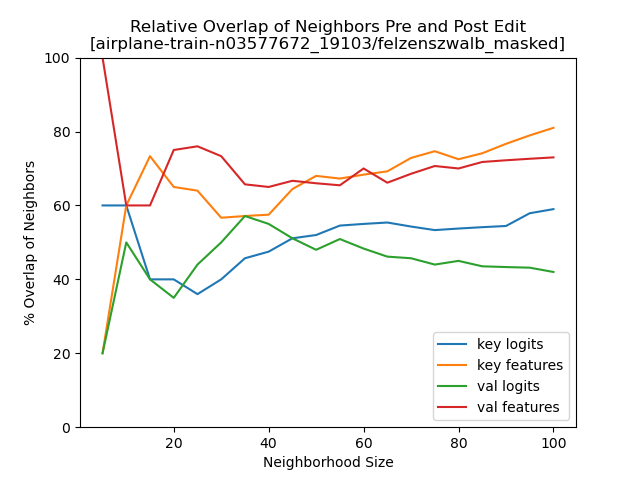 Relative Overlap of Neighbors Pre and Post Edit
[airplane-train-n03577672_19103/felzenszwalb_masked]
100
80
60
40
20
0
% Overlap of Neighbors
20
40
60
80
100
Neighborhood Size
key logits
key features
val logits
val features